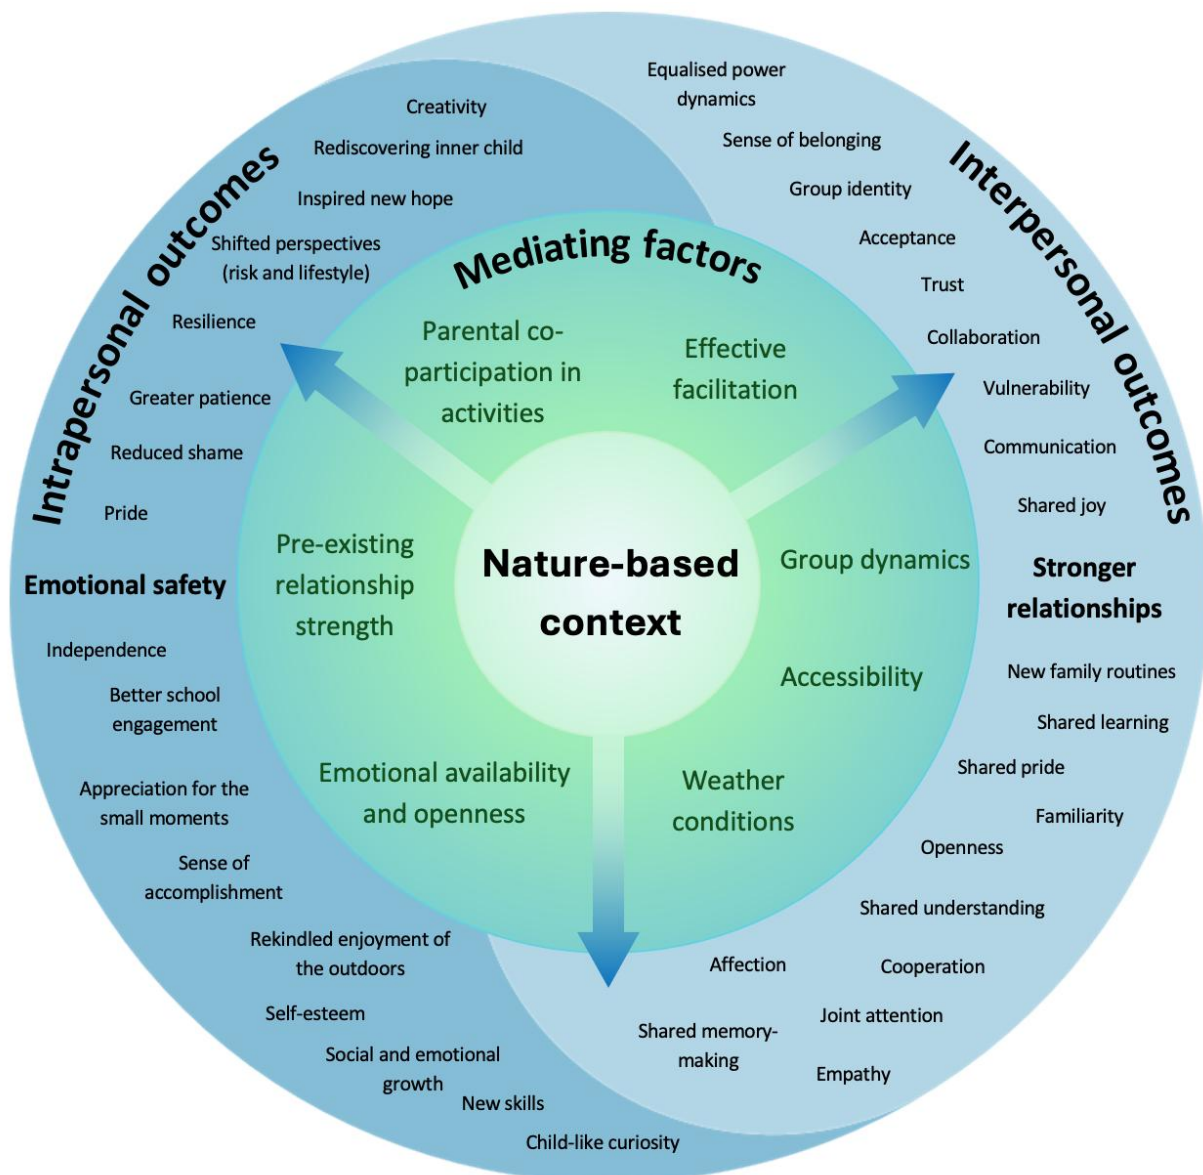 Intrapersonal outcomes
Creativity
Rediscovering inner child
Inspired new hope
Shifted perspectives
(risk and lifestyle)
Resilience
Greater patience
Reduced shame
Pride
Emotional safety
Independence
Better school
engagement
Appreciation for the
small moments
Sense of
accomplishment
Rekindled enjoyment of
the outdoors
Self-esteem
Social and emotional
growth
New skills
Child-like curiosity
Mediating factors
Parental co-
participation in
activities
Effective
facilitation
Pre-existing
relationship
strength
Group dynamics
Accessibility
Emotional availability
and openness
Weather
conditions
Nature-based
context
Interpersonal outcomes
Equalised power
dynamics
Sense of belonging
Group identity
Acceptance
Trust
Collaboration
Vulnerability
Communication
Shared joy
Stronger
relationships
New family routines
Shared learning
Shared pride
Familiarity
Openness
Shared understanding
Affection
Cooperation
Joint attention
Shared memory-
making
Empathy